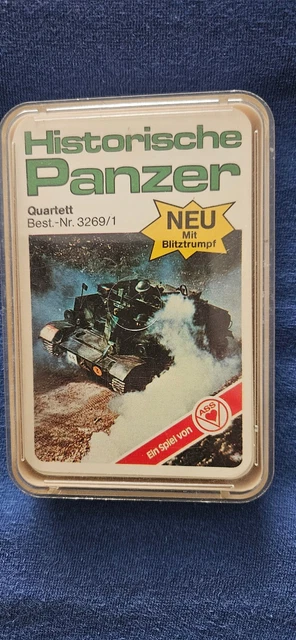 Historische
Panzer
Quartett
Best.-Nr. 3269/1
NEU
Mit
Blitztrumpf
Ein Spiel von
ASS